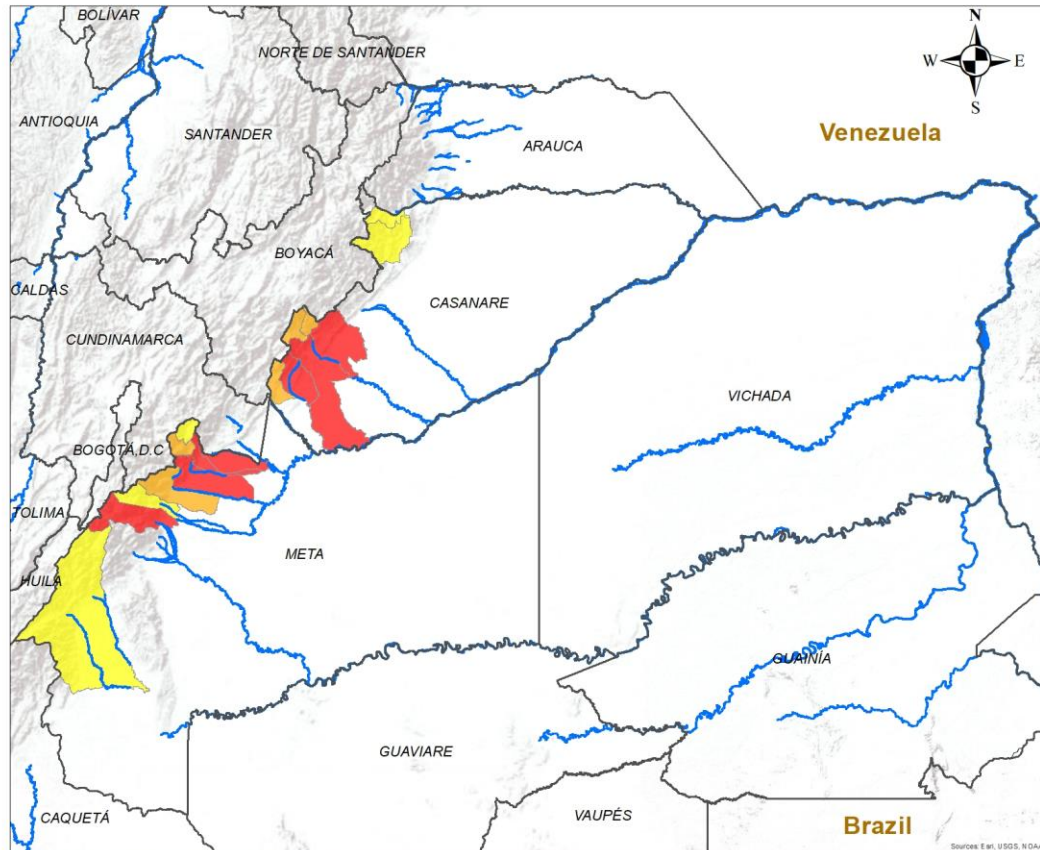 BOLÍVAR
N
NORTE DE SANTANDER
W
E
S
ANTIOQUIA
SANTANDER
ARAUCA
Venezuela
BOYACÁ
CALDAS
CASANARE
CUNDINAMARCA
VICHADA
BOGOTÁ, D.C
TOLIMA
META
HUILA
GUAINÍA
GUAVIARE
CAQUETÁ
VAUPÉS
Brazil
Sources: Esri, USGS, NOAA